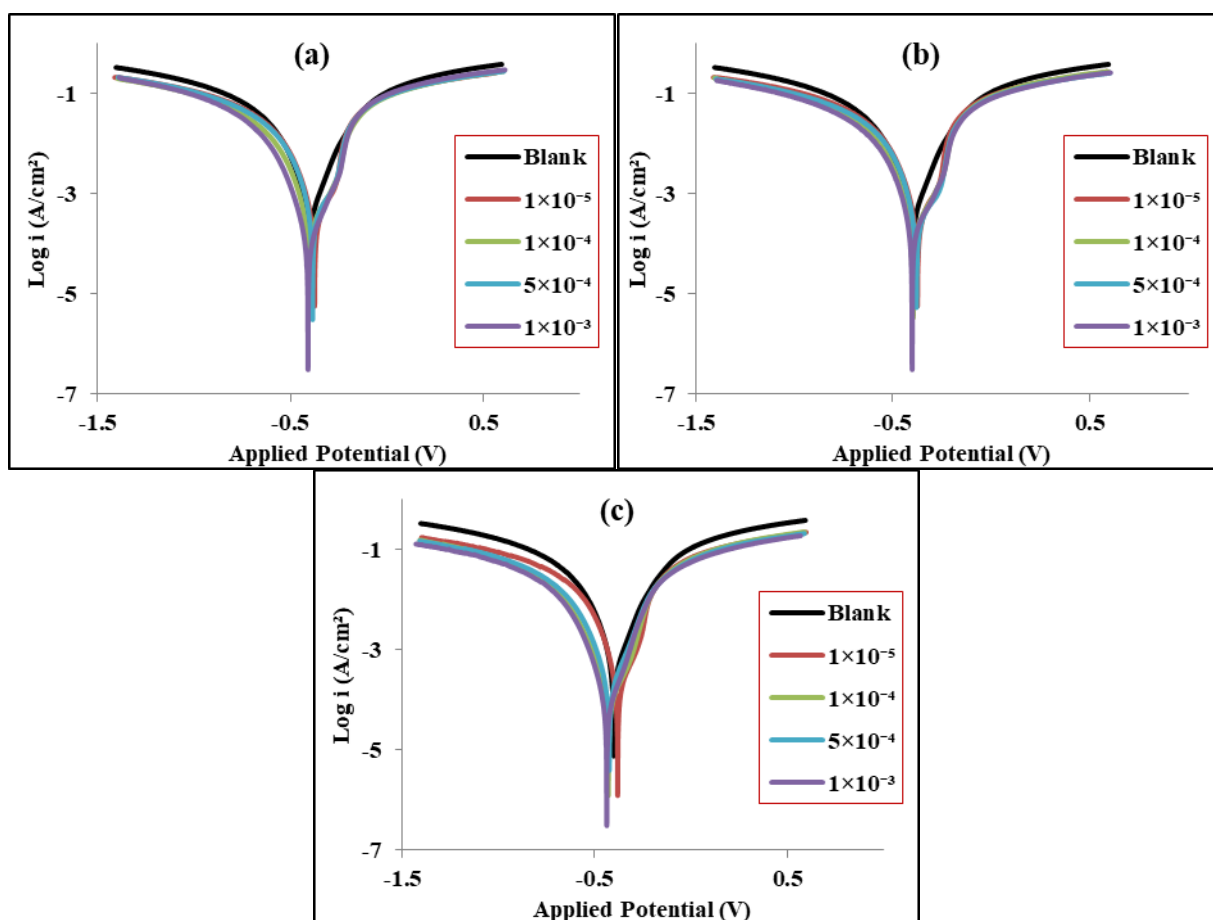 (a)
Log i (A/cm²)
-1
-3
-5
-7
-1.5
-0.5
0.5
Applied Potential (V)
Blank
1×10⁻⁵
1×10⁻⁴
5×10⁻⁴
1×10⁻³
(b)
Log i (A/cm²)
-1
-3
-5
-7
-1.5
-0.5
0.5
Applied Potential (V)
Blank
1×10⁻⁵
1×10⁻⁴
5×10⁻⁴
1×10⁻³
(c)
Log i (A/cm²)
-1
-3
-5
-7
-1.5
-0.5
0.5
Applied Potential (V)
Blank
1×10⁻⁵
1×10⁻⁴
5×10⁻⁴
1×10⁻³